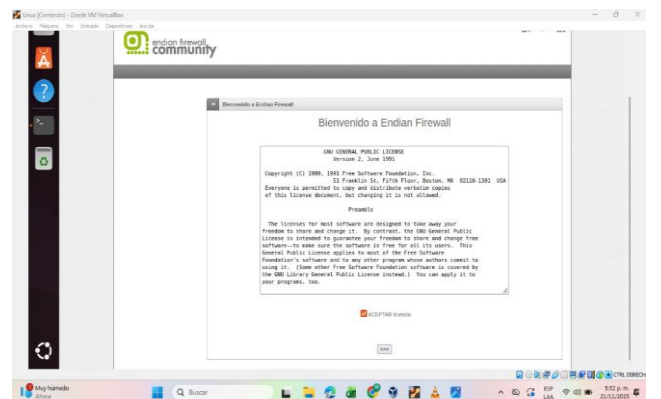 linux [Corriendo] - Oracle VM VirtualBox
Archivo Máquina Ver Entrada Dispositivos Ayuda
endian firewall
community
Bienvenido a Endian Firewall
Bienvenido a Endian Firewall
GNU GENERAL PUBLIC LICENSE
Version 2, June 1991
Copyright (C) 1989, 1991 Free Software Foundation, Inc.
51 Franklin St, Fifth Floor, Boston, MA 02110-1301 USA
Everyone is permitted to copy and distribute verbatim copies
of this license document, but changing it is not allowed.
Preamble
The licenses for most software are designed to take away your
freedom to share and change it. By contrast, the GNU General Public
License is intended to guarantee your freedom to share and change free
software--to make sure the software is free for all its users. This
General Public License applies to most of the Free Software
Foundation's software and to any other program whose authors commit to
using it. (Some other Free Software Foundation software is covered by
the GNU Library General Public License instead.) You can apply it to
your programs, too.
ACEPTAR licencia
>>>
CTRL DERECHA
Muy húmedo
Ahora
Buscar
ESP
LAA
5:52 p. m.
21/11/2025